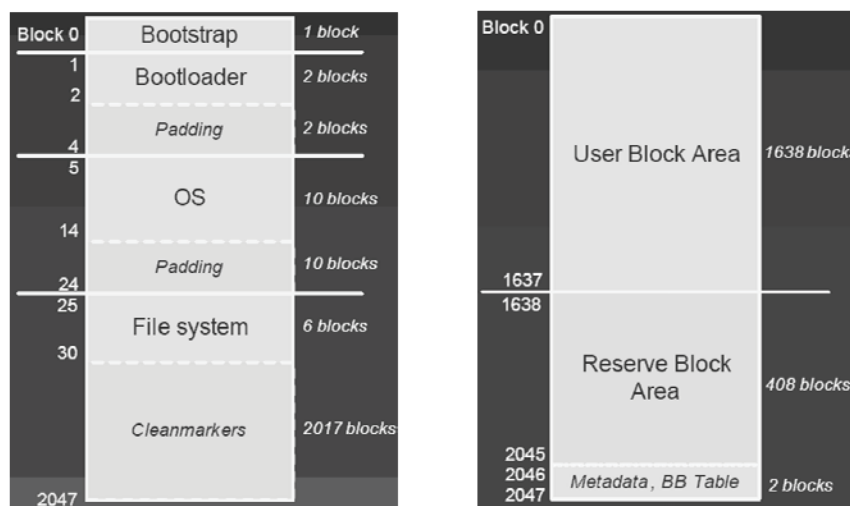 Block 0
Bootstrap
1 block
1
Bootloader
2 blocks
2
Padding
2 blocks
4
5
OS
10 blocks
14
Padding
10 blocks
24
25
File system
6 blocks
30
Cleanmarkers
2017 blocks
2047
Block 0
User Block Area
1638 block
1637
1638
Reserve Block
Area
408 blocks
2045
2046
Metadata, BB Table
2 blocks
2047